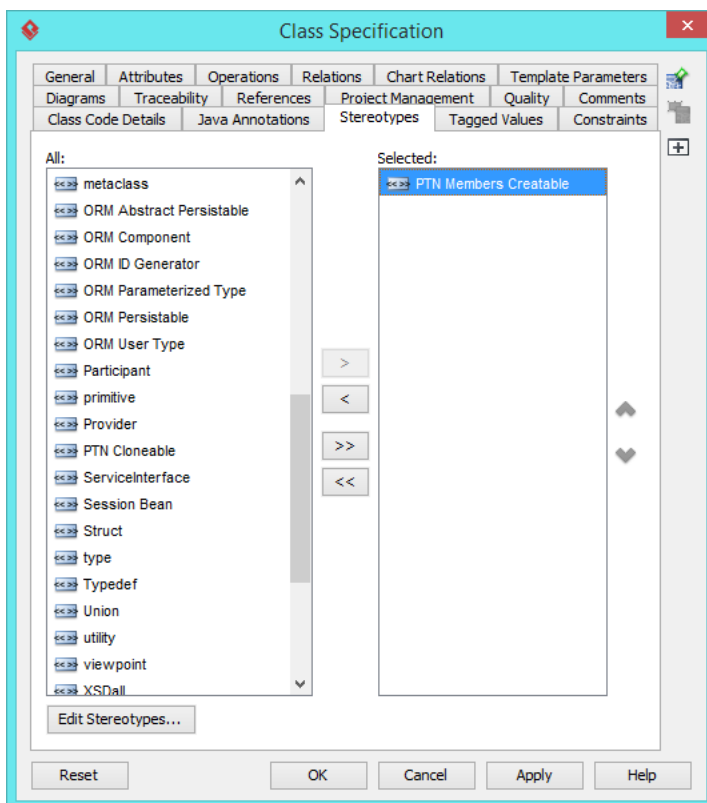 Class Specification
General Attributes Operations Relations Chart Relations Template Parameters
Diagrams Traceability References Project Management Quality Comments
Class Code Details Java Annotations Stereotypes Tagged Values Constraints
All: Selected:
<<>> metaclass <<>> PTN Members Creatable
<<>> ORM Abstract Persistable
<<>> ORM Component
<<>> ORM ID Generator
<<>> ORM Parameterized Type
<<>> ORM Persistable
<<>> ORM User Type
<<>> Participant
>
<<>> primitive
<
<<>> Provider
<<>> PTN Cloneable
>>
<<>> ServiceInterface
<<
<<>> Session Bean
<<>> Struct
<<>> type
<<>> Typedef
<<>> Union
<<>> utility
<<>> viewpoint
<<>> XSDall
Edit Stereotypes...
Reset OK Cancel Apply Help